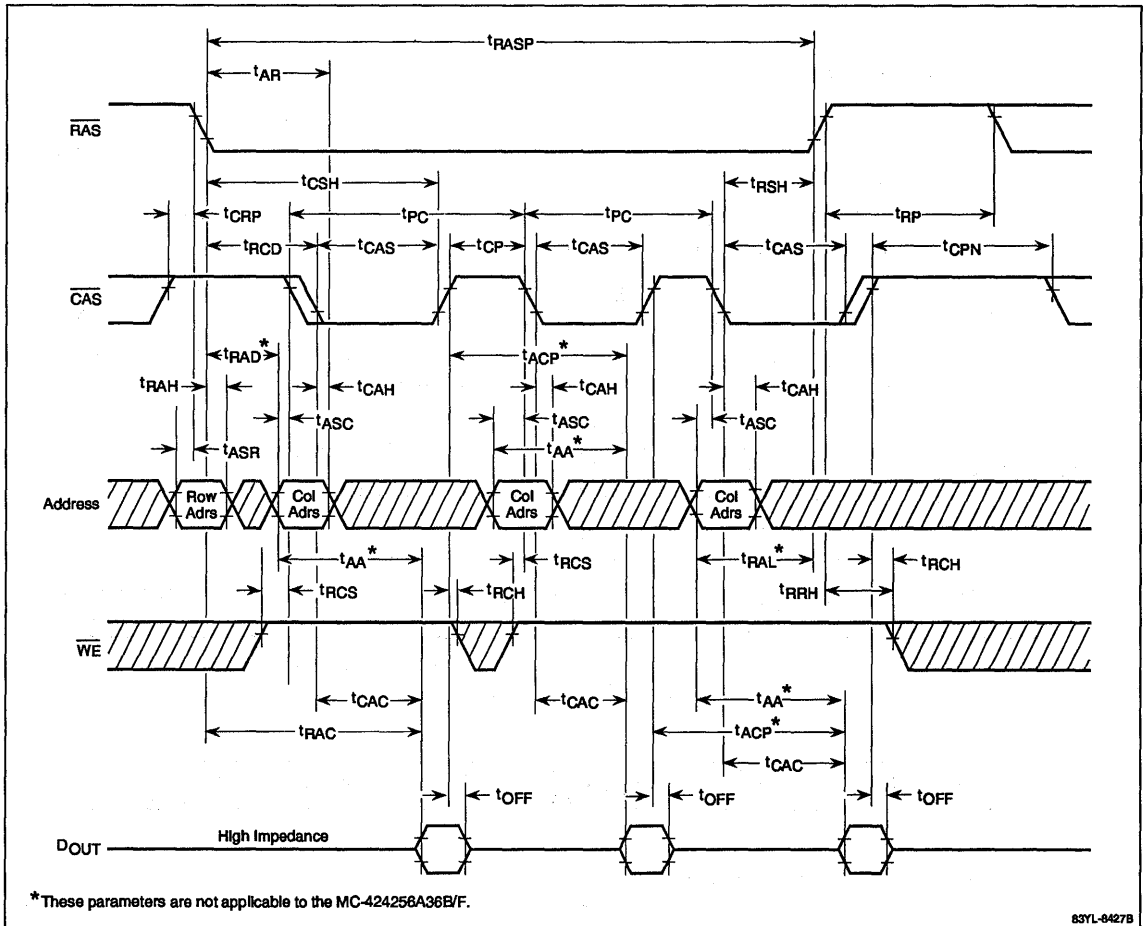 tRASP
tAR
RAS
tCSH
tRSH
tCRP
tPC
tPC
tRP
tRCD
tCAS
tCP
tCAS
tCAS
tCPN
CAS
tRAD*
tACP*
tRAH
tCAH
tCAH
tCAH
tASC
tASC
tASC
tASR
tAA*
Address
Row Adrs
Col Adrs
Col Adrs
Col Adrs
tAA*
tRCS
tRAL*
tRCH
tRCS
tRCH
tRRH
WE
tCAC
tCAC
tAA*
tRAC
tACP*
tCAC
tOFF
tOFF
tOFF
DOUT
High Impedance
*These parameters are not applicable to the MC-424256A36B/F.
83YL-8427B